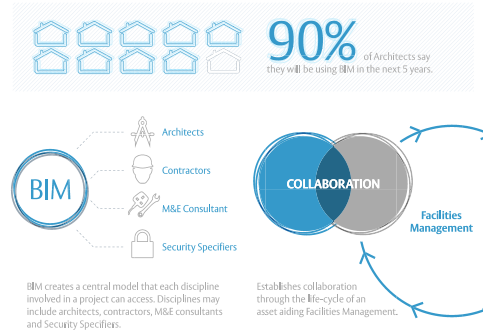 90% of Architects say
they will be using BIM in the next 5 years.
BIM
Architects
Contractors
M&E Consultant
Security Specifiers
COLLABORATION
Facilities
Management
BIM creates a central model that each discipline
involved in a project can access. Disciplines may
include architects, contractors, M&E consultants
and Security Specifiers.
Establishes collaboration
through the life-cycle of an
asset aiding Facilities Management.